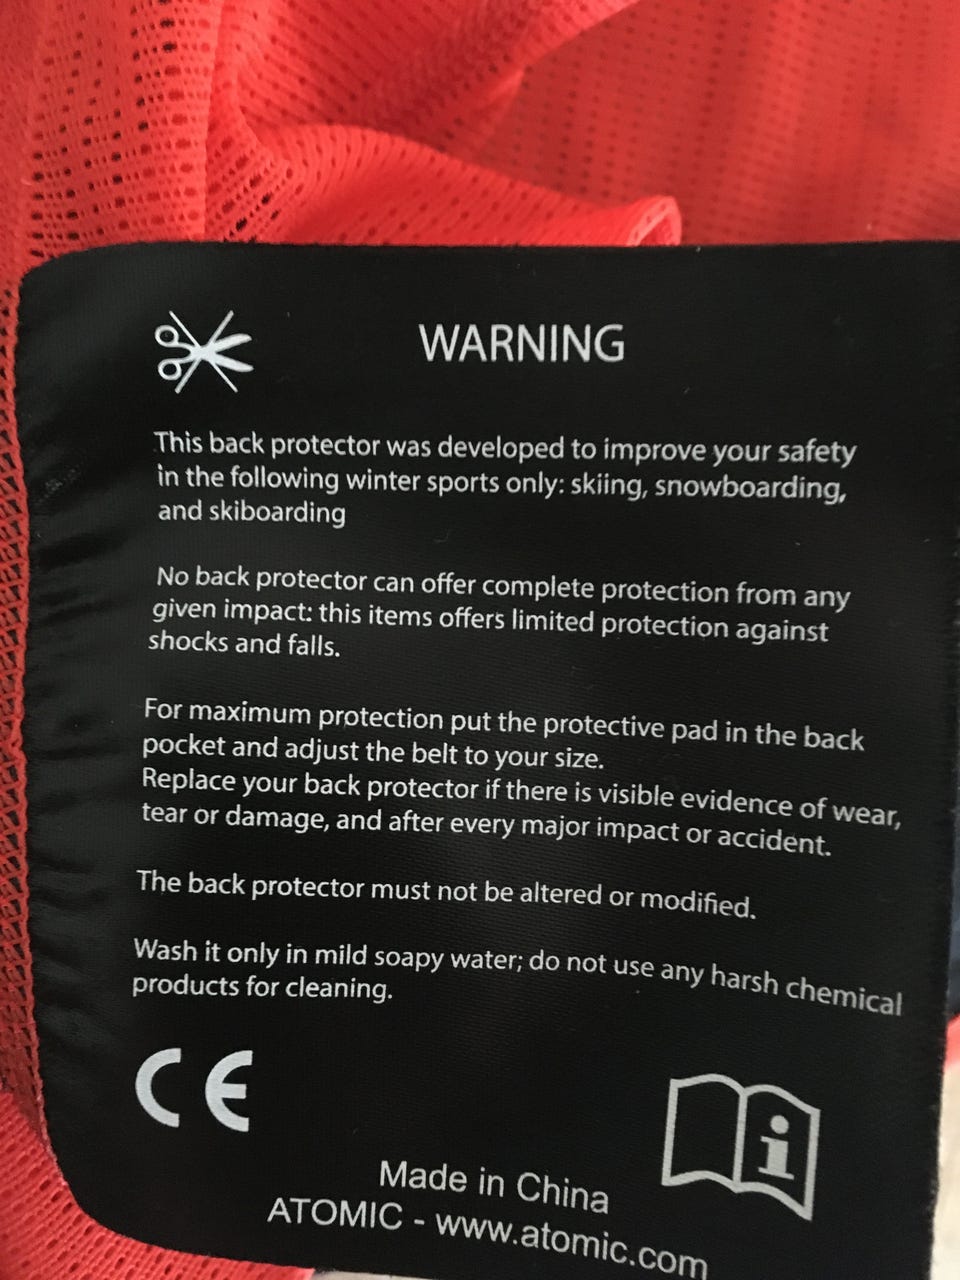 WARNING
This back protector was developed to improve your safety
in the following winter sports only: skiing, snowboarding,
and skiboarding
No back protector can offer complete protection from any
given impact: this items offers limited protection against
shocks and falls.
For maximum protection put the protective pad in the back
pocket and adjust the belt to your size.
Replace your back protector if there is visible evidence of wear,
tear or damage, and after every major impact or accident.
The back protector must not be altered or modified.
Wash it only in mild soapy water; do not use any harsh chemical
products for cleaning.
CE
i
Made in China
ATOMIC - www.atomic.com